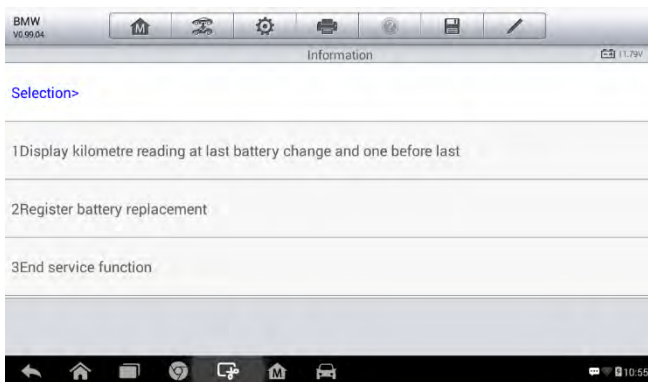 BMW
V0.99.04
Information
11.79V
Selection>
1Display kilometre reading at last battery change and one before last
2Register battery replacement
3End service function
10:55